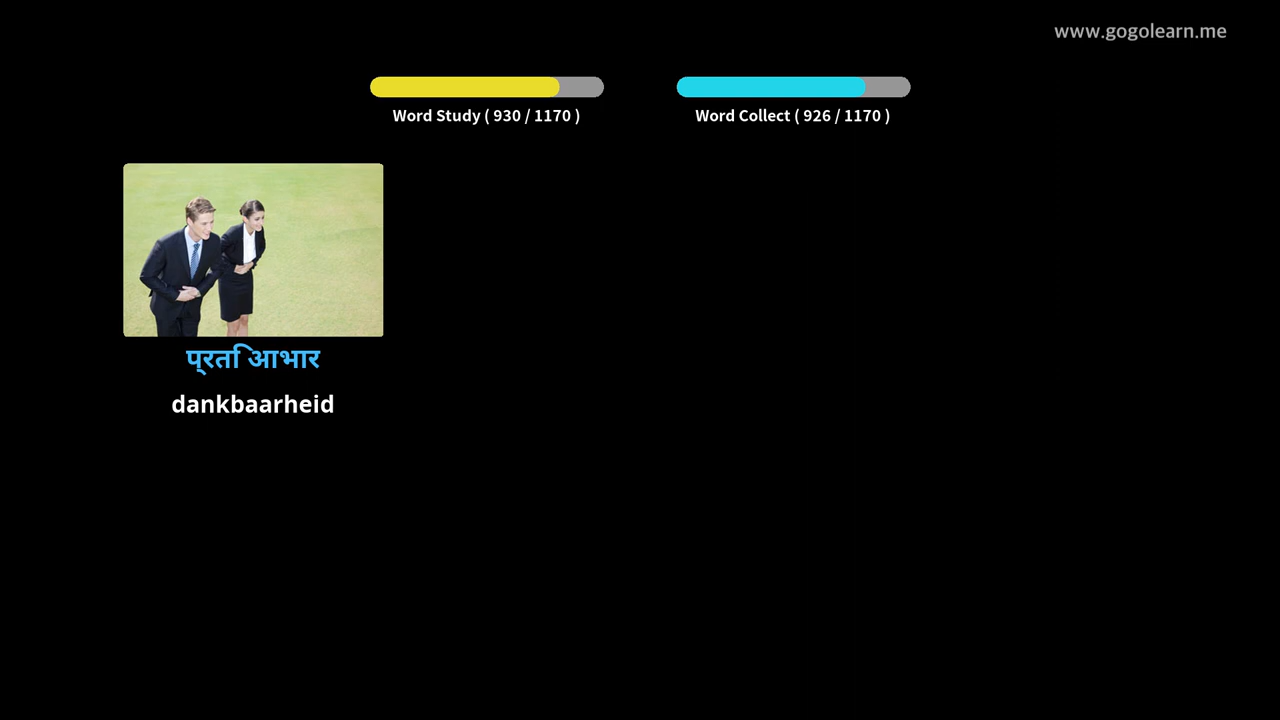 www.gogolearn.me
Word Study ( 930 / 1170 )
Word Collect ( 926 / 1170 )
प्रति आभार
dankbaarheid